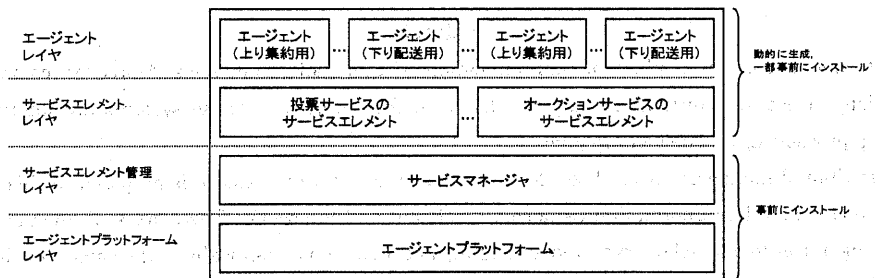 エージェント
レイヤ
エージェント
(上り集約用)
…
エージェント
(下り配送用)
…
エージェント
(上り集約用)
…
エージェント
(下り配送用)
動的に生成,
一部事前にインストール
サービスエレメント
レイヤ
投票サービスの
サービスエレメント
…
オークションサービスの
サービスエレメント
サービスエレメント管理
レイヤ
サービスマネージャ
事前にインストール
エージェントプラットフォーム
レイヤ
エージェントプラットフォーム